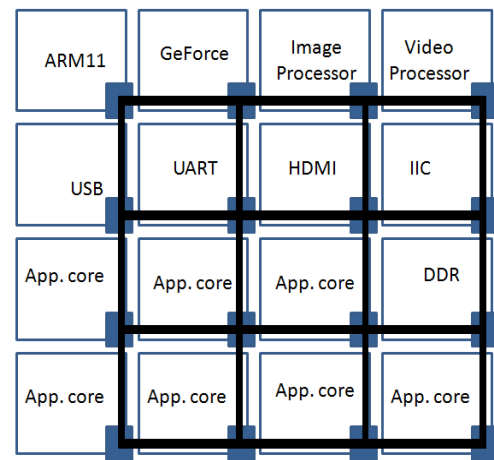 ARM11
GeForce
Image
Processor
Video
Processor
USB
UART
HDMI
IIC
App. core
App. core
App. core
DDR
App. core
App. core
App. core
App. core